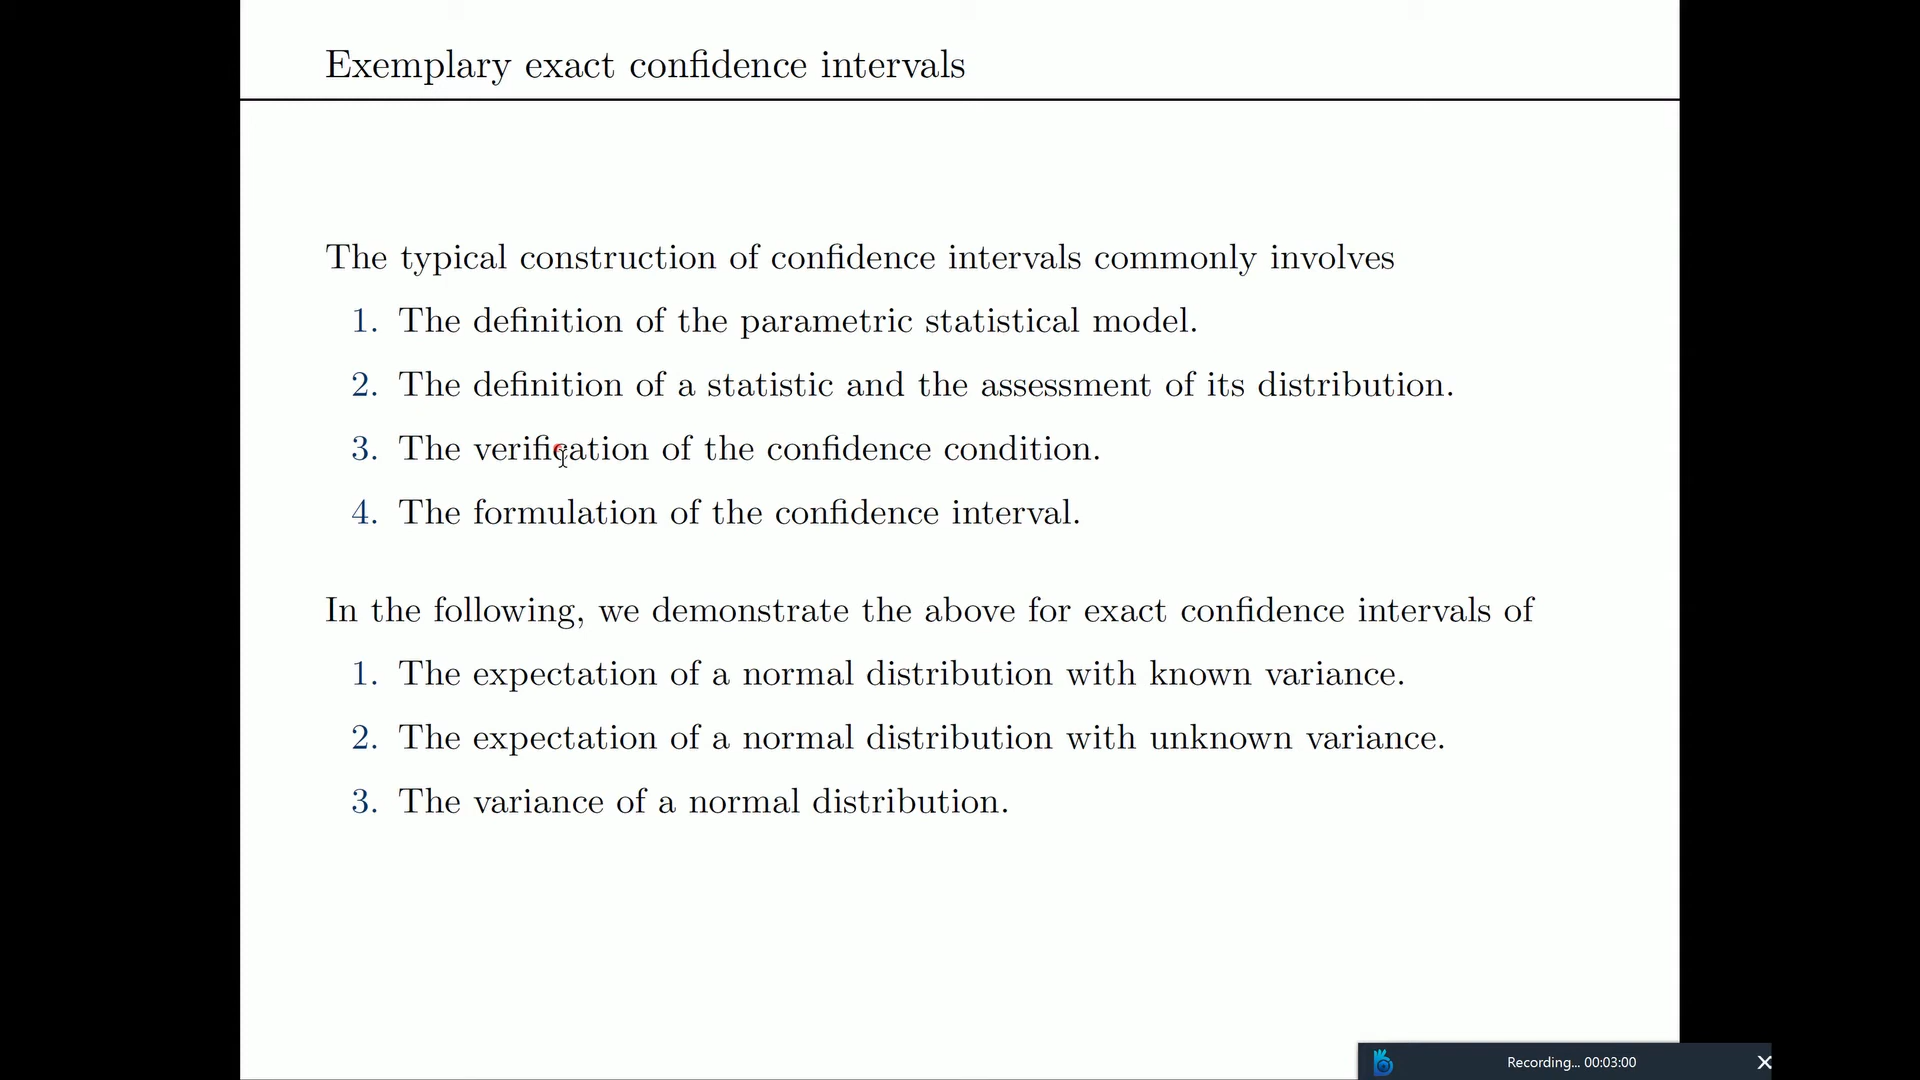 Exemplary exact confidence intervals
The typical construction of confidence intervals commonly involves
1. The definition of the parametric statistical model.
2. The definition of a statistic and the assessment of its distribution.
3. The verification of the confidence condition.
4. The formulation of the confidence interval.
In the following, we demonstrate the above for exact confidence intervals of
1. The expectation of a normal distribution with known variance.
2. The expectation of a normal distribution with unknown variance.
3. The variance of a normal distribution.
Recording... 00:03:00